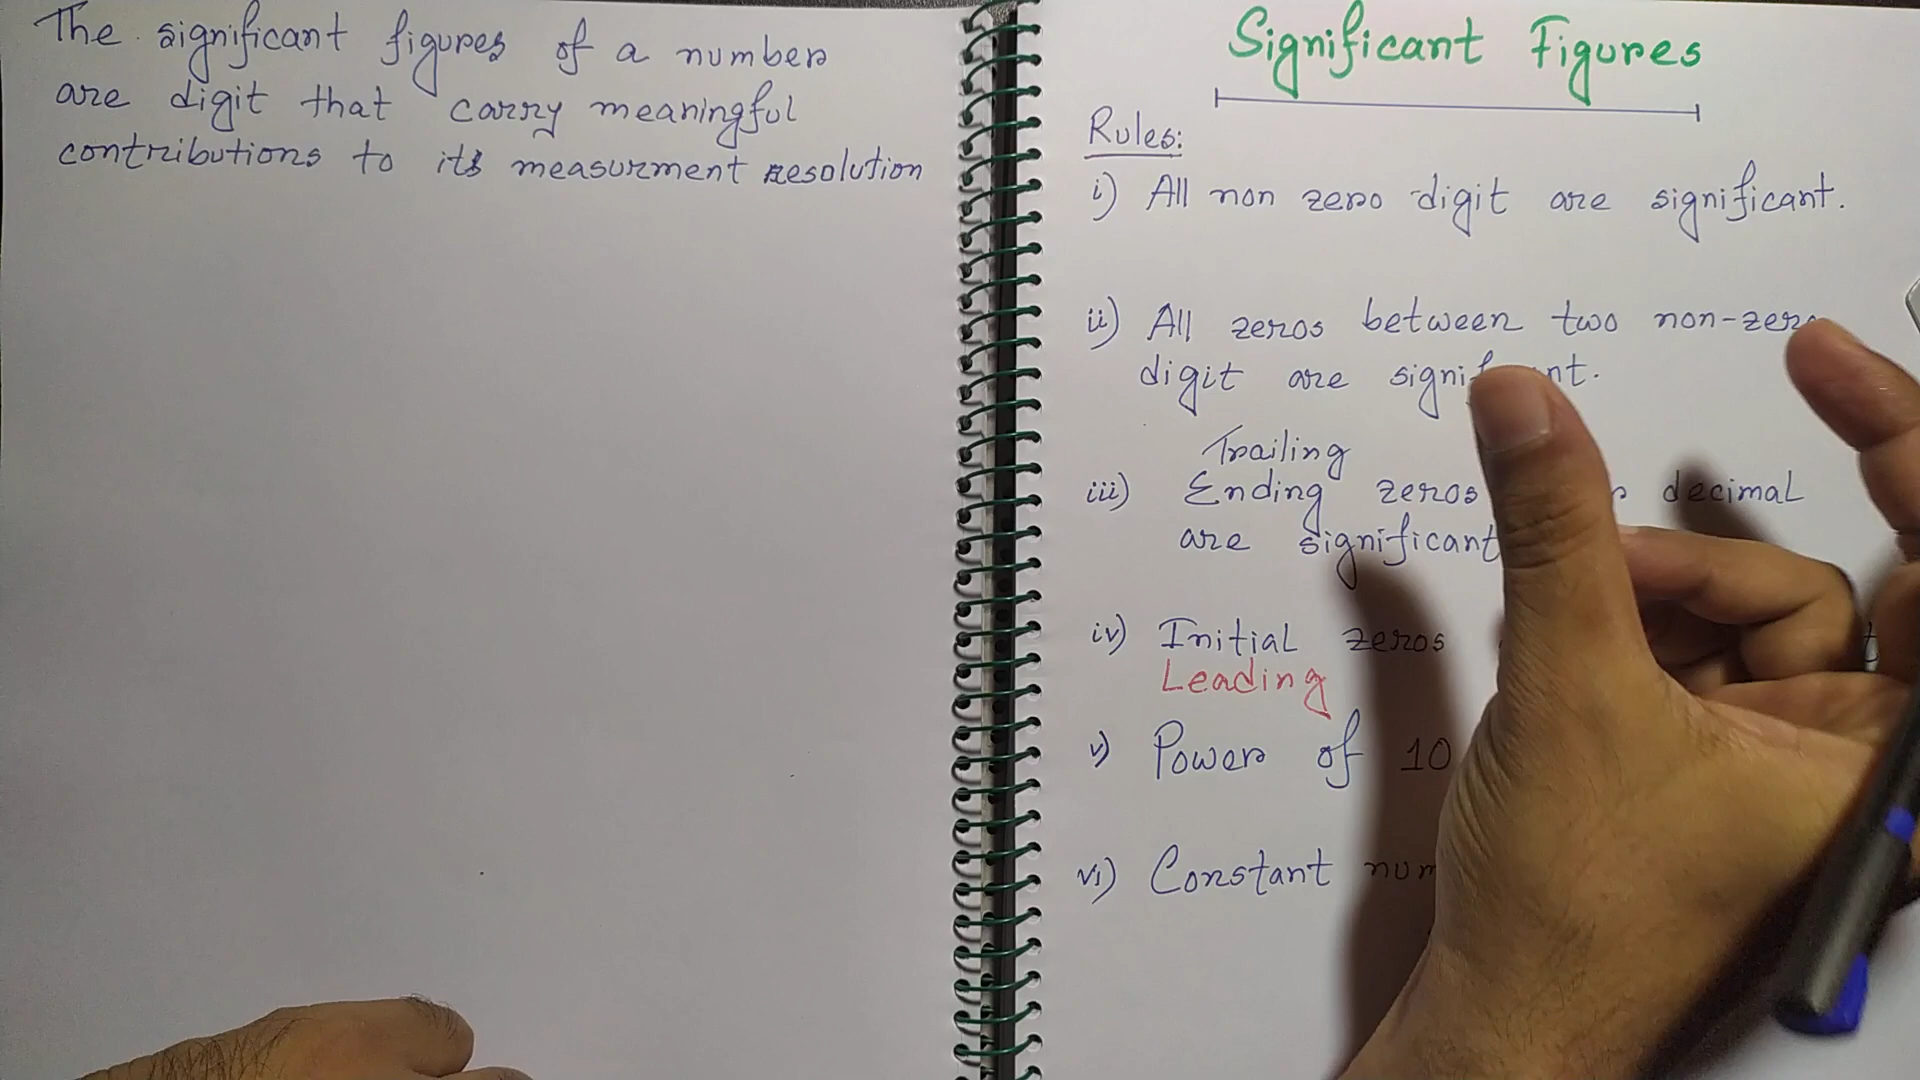 The significant figures of a number
are digit that carry meaningful
contributions to its measurment resolution
Significant Figures
Rules:
i) All non zero digit are significant.
ii) All zeros between two non-zero
digit are
Trailing
iii) Ending zeros decimal
are significant
iv) Initial zeros
Leading
v) Power of 10
vi) Constant